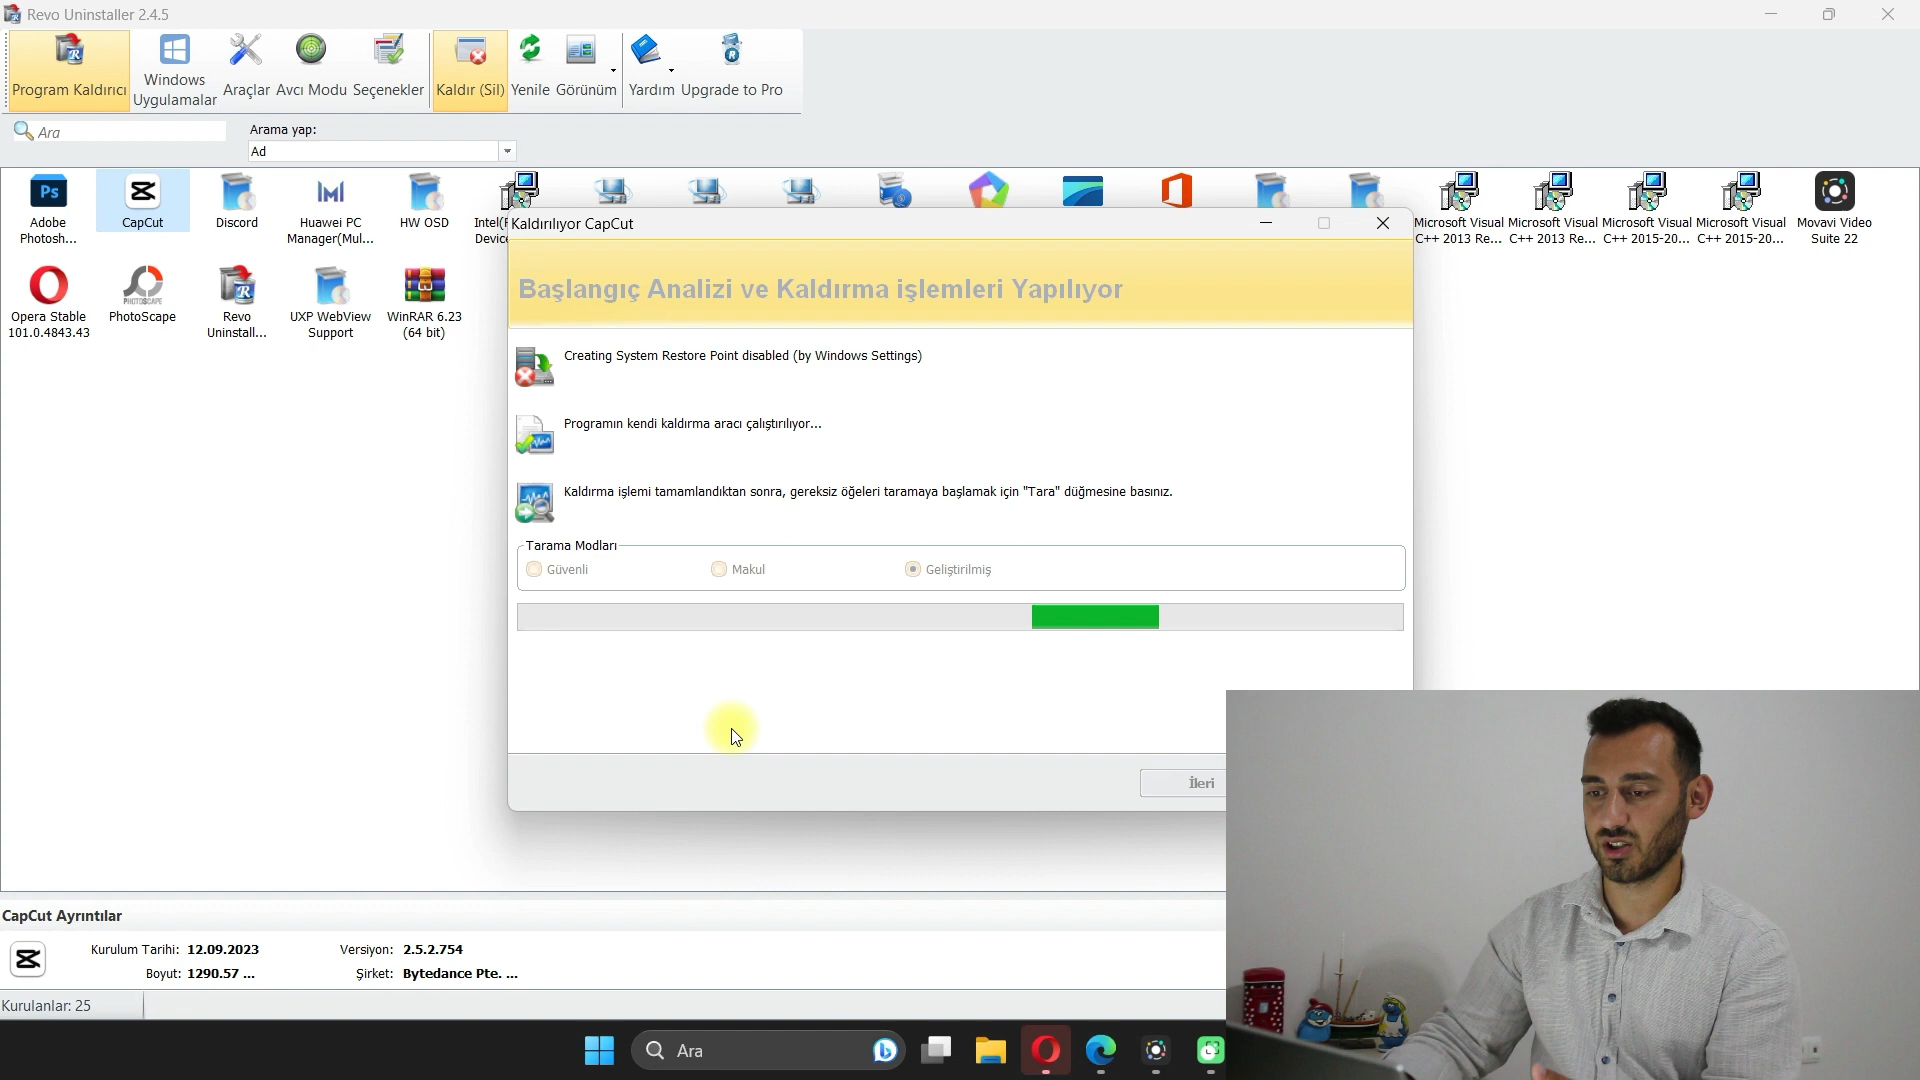 Revo Uninstaller 2.4.5
Program Kaldırıcı
Windows
Uygulamalar
Araçlar
Avcı Modu
Seçenekler
Kaldır (Sil)
Yenile
Görünüm
Yardım
Upgrade to Pro
Ara
Arama yap:
Ad
Ps
Adobe
Photosh...
CapCut
Discord
Huawei PC
Manager(Mul...
HW OSD
Intel(
Device
Microsoft Visual
C++ 2013 Re...
Microsoft Visual
C++ 2013 Re...
Microsoft Visual
C++ 2015-20...
Microsoft Visual
C++ 2015-20...
Movavi Video
Suite 22
Opera Stable
101.0.4843.43
PHOTOSCAPE
PhotoScape
Revo
Uninstall...
UXP WebView
Support
WinRAR 6.23
(64 bit)
Kaldırılıyor CapCut
Başlangıç Analizi ve Kaldırma işlemleri Yapılıyor
Creating System Restore Point disabled (by Windows Settings)
Programın kendi kaldırma aracı çalıştırılıyor...
Kaldırma işlemi tamamlandıktan sonra, gereksiz öğeleri taramaya başlamak için "Tara" düğmesine basınız.
Tarama Modları
Güvenli
Makul
Geliştirilmiş
İleri
CapCut Ayrıntılar
Kurulum Tarihi: 12.09.2023
Versiyon: 2.5.2.754
Boyut: 1290.57 ...
Şirket: Bytedance Pte. ...
Kurulanlar: 25
Ara